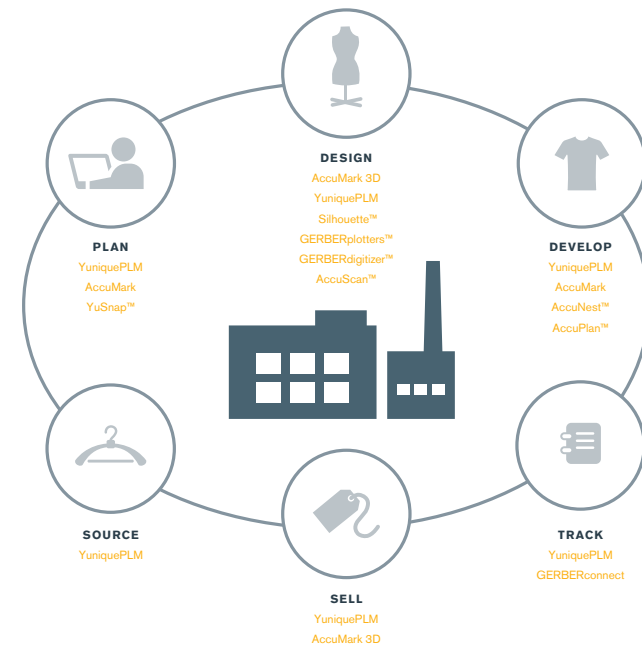 DESIGN
AccuMark 3D
YuniquePLM
Silhouette™
GERBERplotters™
GERBERdigitizer™
AccuScan™
PLAN
YuniquePLM
AccuMark
YuSnap™
DEVELOP
YuniquePLM
AccuMark
AccuNest™
AccuPlan™
SOURCE
YuniquePLM
SELL
YuniquePLM
AccuMark 3D
TRACK
YuniquePLM
GERBERconnect